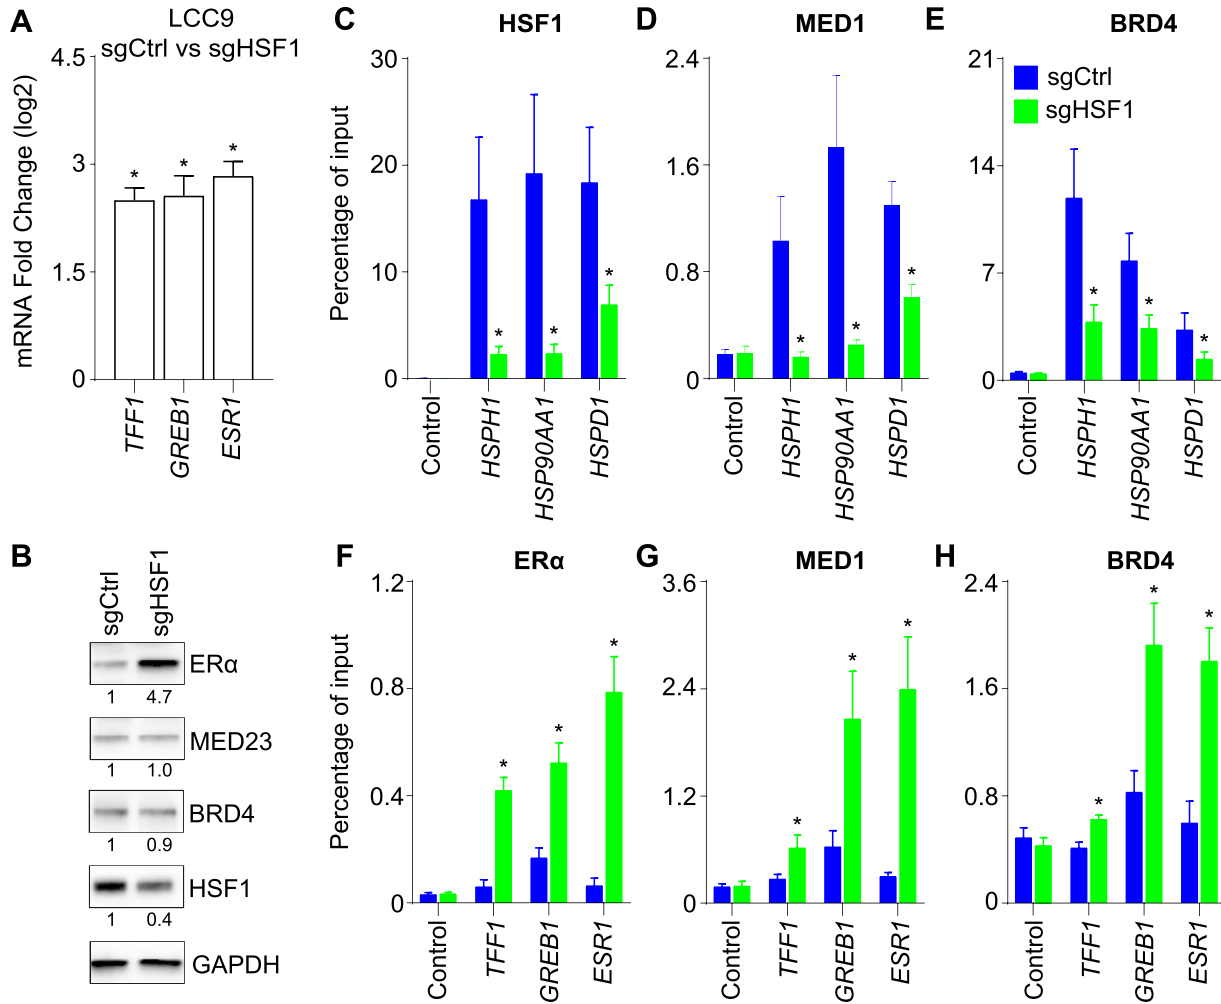 A
LCC9
sgCtrl vs sgHSF1
mRNA Fold Change (log2)
4.5
3
1.5
0
*
*
*
TFF1
GREB1
ESR1
C
HSF1
Percentage of input
30
20
10
0
*
*
*
Control
HSPH1
HSP90AA1
HSPD1
D
MED1
2.4
1.6
0.8
0
*
*
*
Control
HSPH1
HSP90AA1
HSPD1
E
BRD4
sgCtrl
sgHSF1
21
14
7
0
*
*
*
Control
HSPH1
HSP90AA1
HSPD1
B
sgCtrl
sgHSF1
ERα
1 4.7
MED23
1 1.0
BRD4
1 0.9
HSF1
1 0.4
GAPDH
F
ERα
Percentage of input
1.2
0.8
0.4
0
*
*
*
Control
TFF1
GREB1
ESR1
G
MED1
3.6
2.4
1.2
0
*
*
*
Control
TFF1
GREB1
ESR1
H
BRD4
2.4
1.6
0.8
0
*
*
*
Control
TFF1
GREB1
ESR1